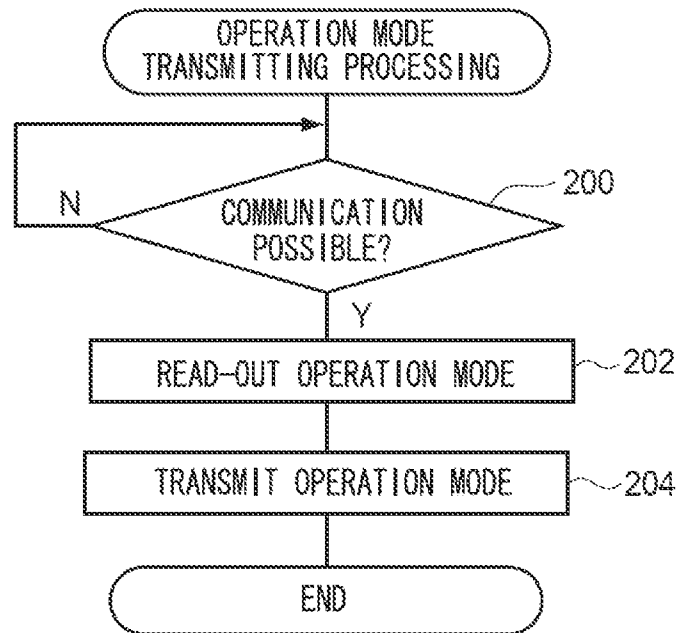 OPERATION MODE
TRANSMITTING PROCESSING
200
N
COMMUNICATION
POSSIBLE?
Y
READ-OUT OPERATION MODE
202
TRANSMIT OPERATION MODE
204
END